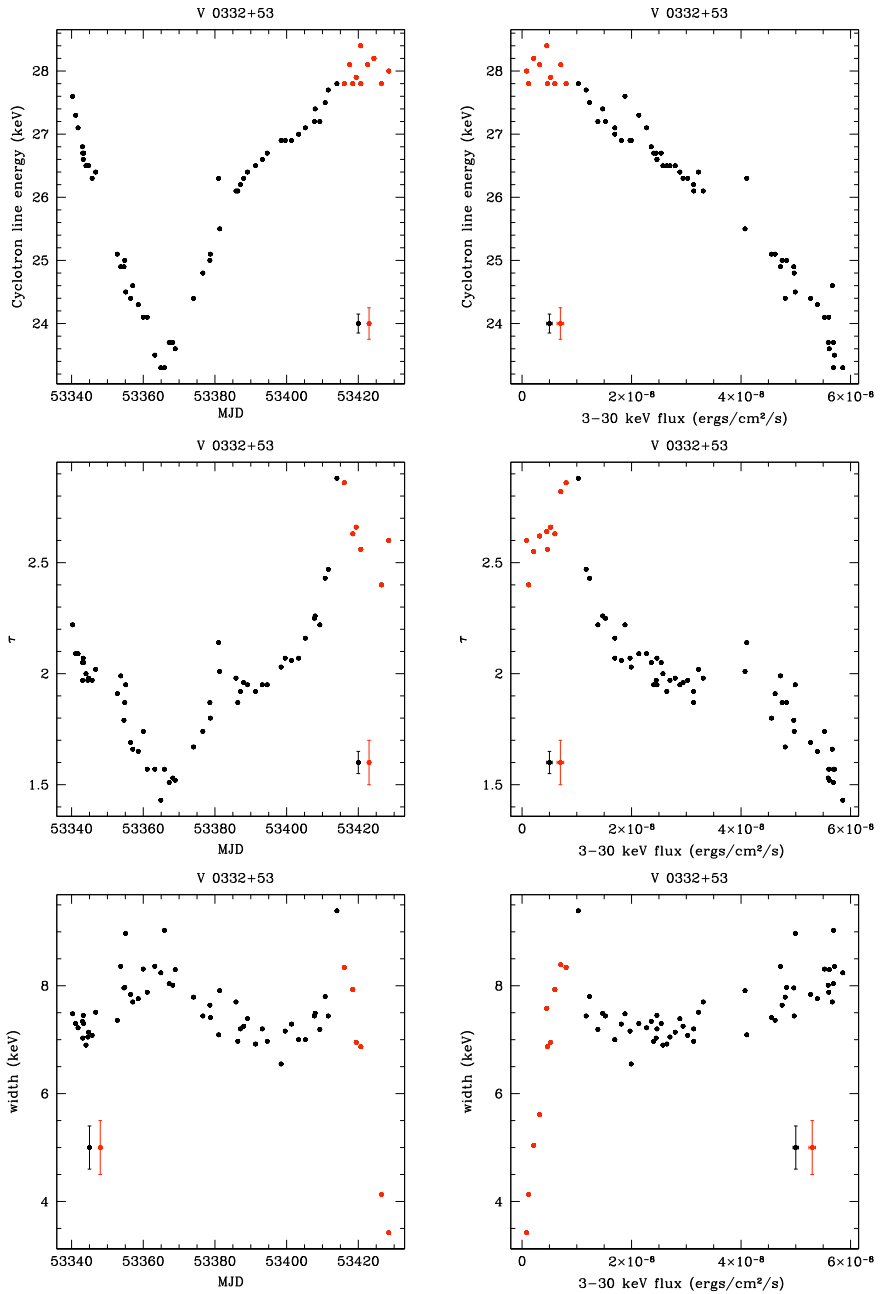 V 0332+53
V 0332+53
Cyclotron line energy (keV)
28
27
26
25
24
53340
53360
53380
53400
53420
MJD
Cyclotron line energy (keV)
28
27
26
25
24
0
2×10⁻⁸
4×10⁻⁸
6×10⁻⁸
3−30 keV flux (ergs/cm²/s)
V 0332+53
V 0332+53
τ
2.5
2
1.5
53340
53360
53380
53400
53420
MJD
τ
2.5
2
1.5
0
2×10⁻⁸
4×10⁻⁸
6×10⁻⁸
3−30 keV flux (ergs/cm²/s)
V 0332+53
V 0332+53
width (keV)
8
6
4
53340
53360
53380
53400
53420
MJD
width (keV)
8
6
4
0
2×10⁻⁸
4×10⁻⁸
6×10⁻⁸
3−30 keV flux (ergs/cm²/s)